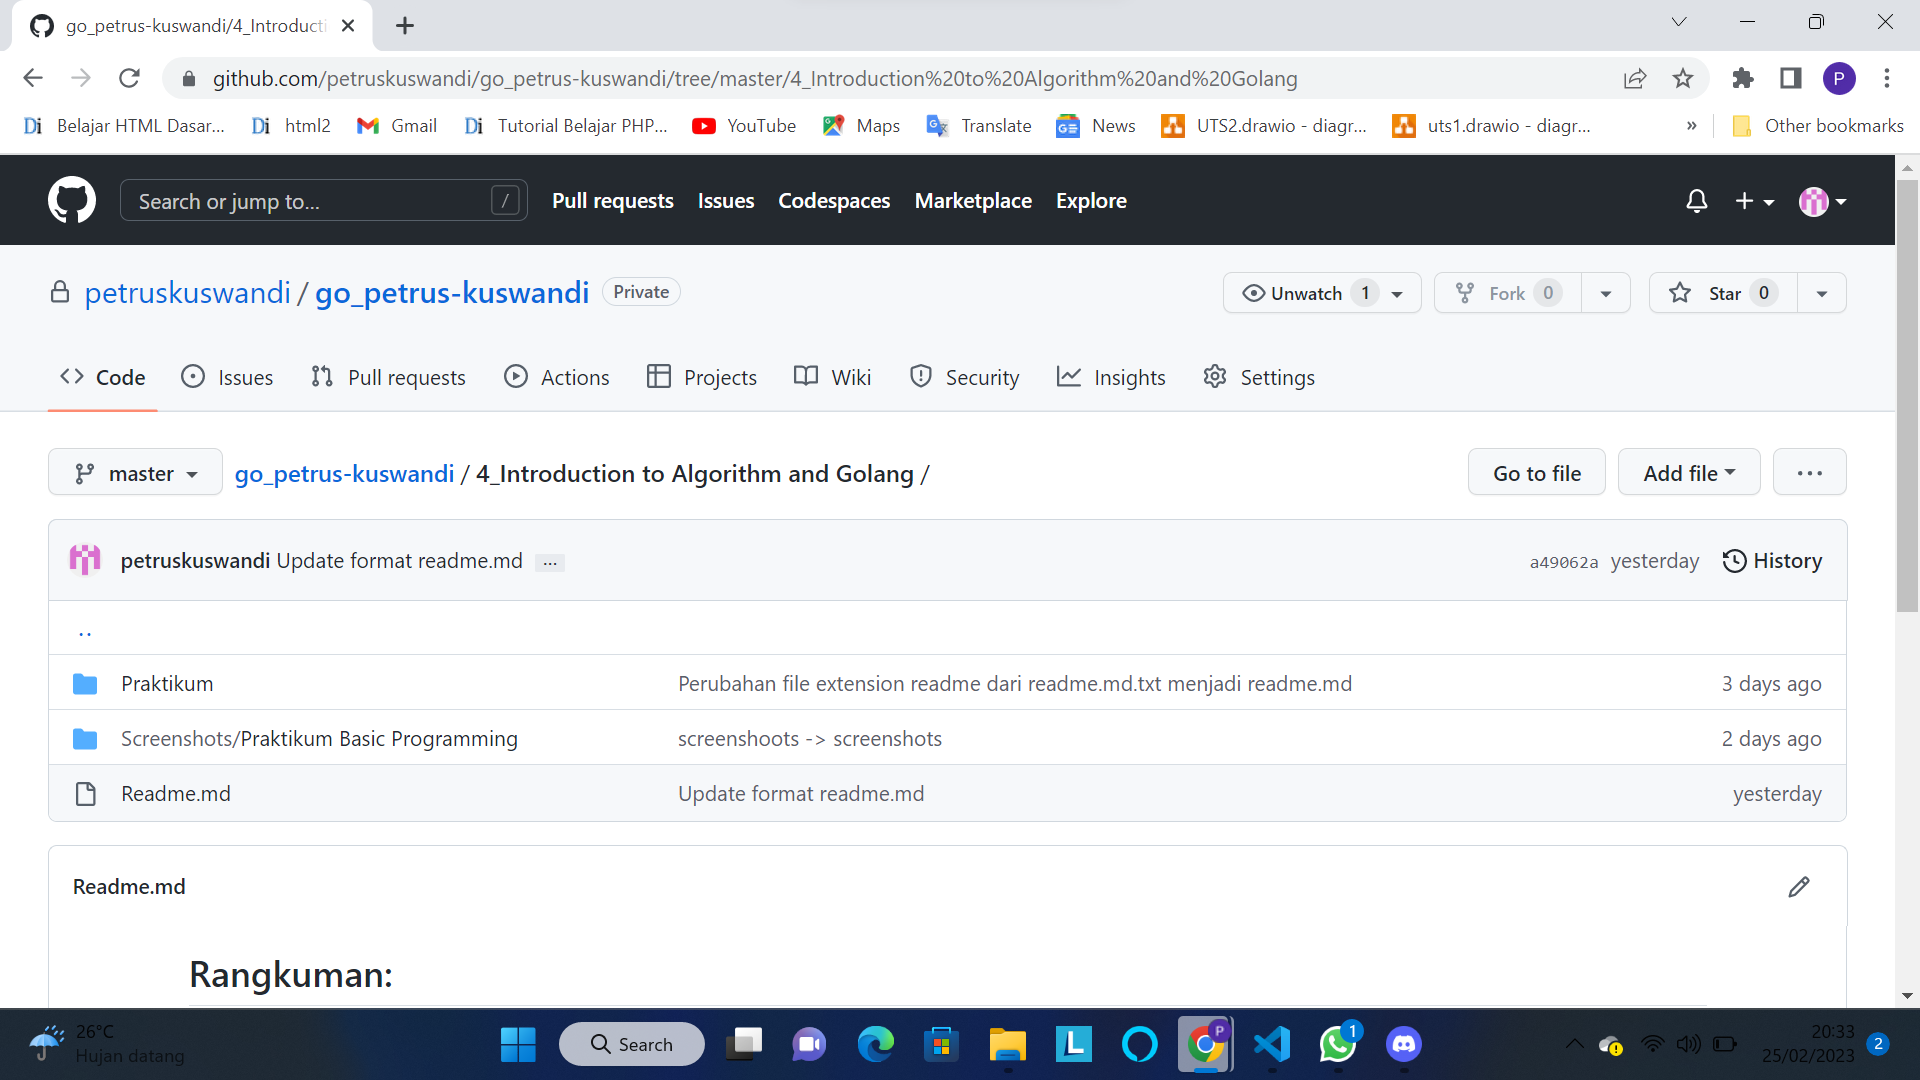 go_petrus-kuswandi/4_Introducti
github.com/petruskuswandi/go_petrus-kuswandi/tree/master/4_Introduction%20to%20Algorithm%20and%20Golang
P
Di Belajar HTML Dasar... Di html2 Gmail Di Tutorial Belajar PHP... YouTube Maps Translate News UTS2.drawio - diagr... uts1.drawio - diagr... » Other bookmarks
Search or jump to... / Pull requests Issues Codespaces Marketplace Explore
petruskuswandi / go_petrus-kuswandi Private Unwatch 1 Fork 0 Star 0
Code Issues Pull requests Actions Projects Wiki Security Insights Settings
master go_petrus-kuswandi / 4_Introduction to Algorithm and Golang / Go to file Add file ...
petruskuswandi Update format readme.md ... a49062a yesterday History
..
Praktikum Perubahan file extension readme dari readme.md.txt menjadi readme.md 3 days ago
Screenshots/Praktikum Basic Programming screenshoots -> screenshots 2 days ago
Readme.md Update format readme.md yesterday
Readme.md
Rangkuman:
26°C
Hujan datang
Search
L
P
1
20:33
25/02/2023
2